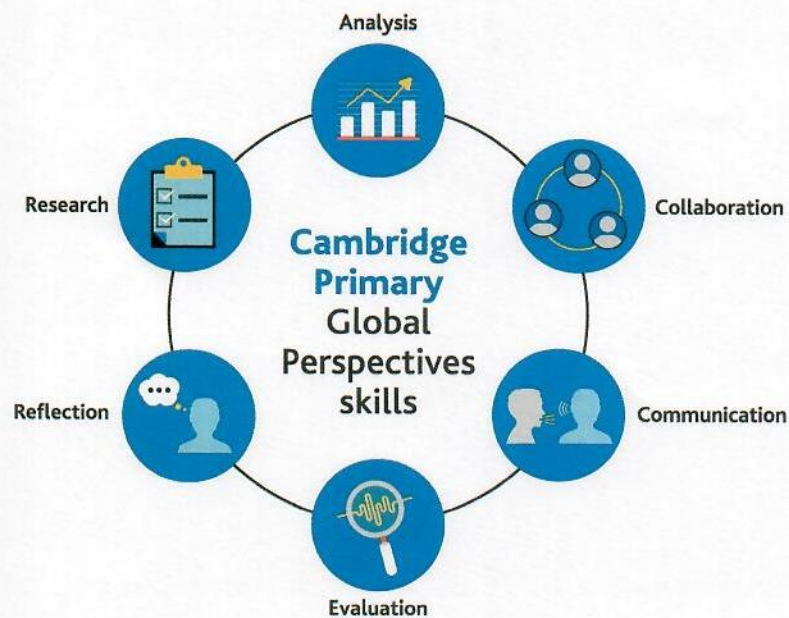 Analysis
Research
Collaboration
Cambridge
Primary
Global
Perspectives
skills
Reflection
Communication
Evaluation